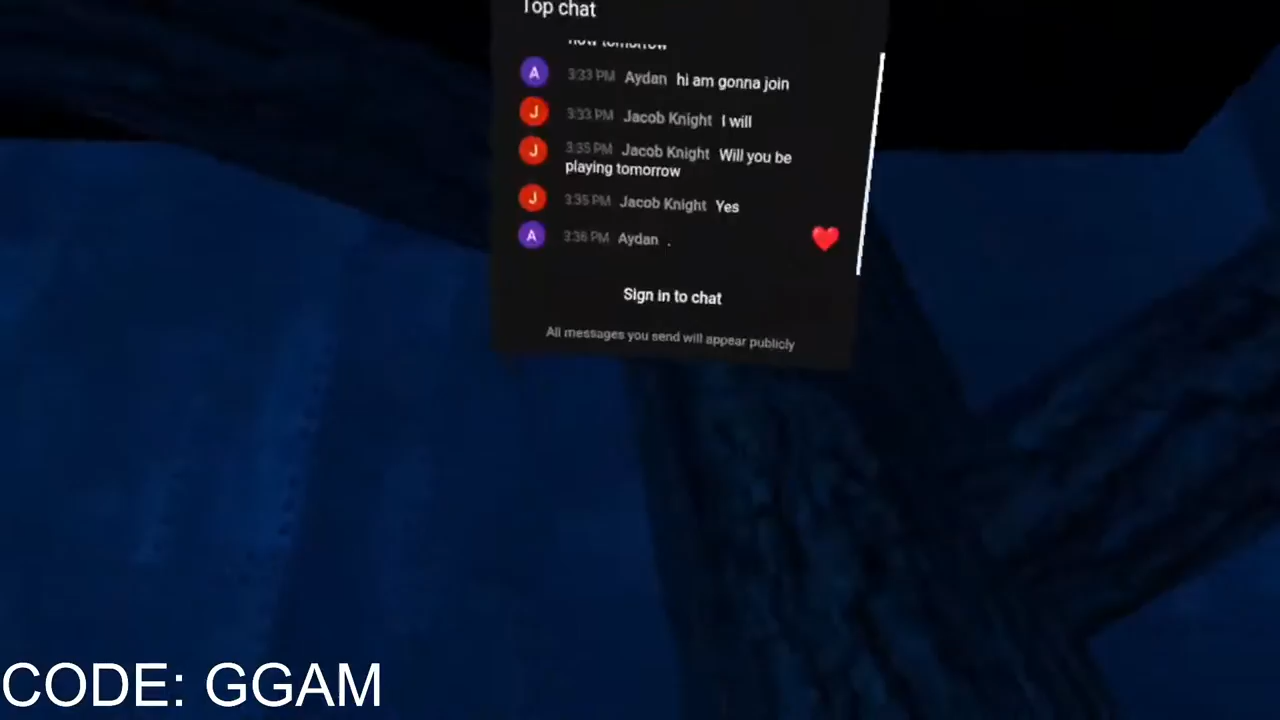 Top chat
now tomorrow
A 3:33 PM Aydan hi am gonna join
J 3:33 PM Jacob Knight I will
J 3:35 PM Jacob Knight Will you be
playing tomorrow
J 3:35 PM Jacob Knight Yes
A 3:36 PM Aydan .
Sign in to chat
All messages you send will appear publicly
CODE: GGAM